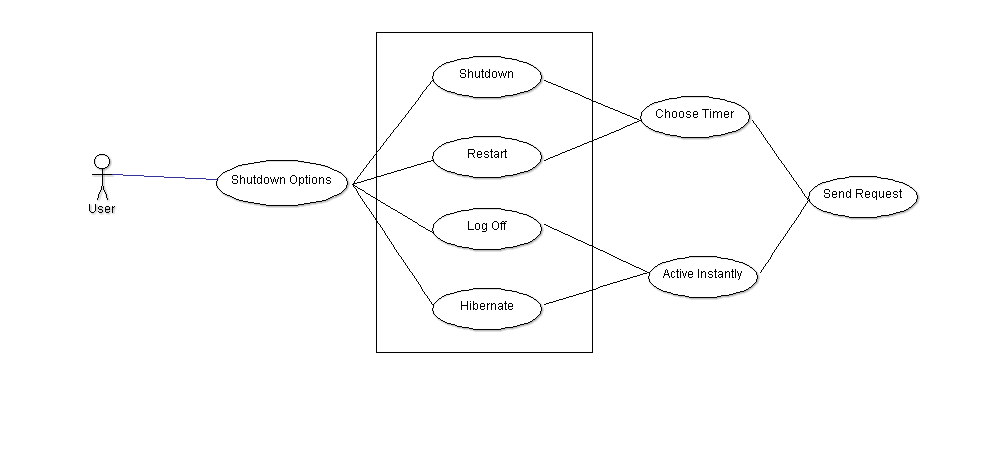 Shutdown
Choose Timer
Restart
Shutdown Options
User
Send Request
Log Off
Active Instantly
Hibernate